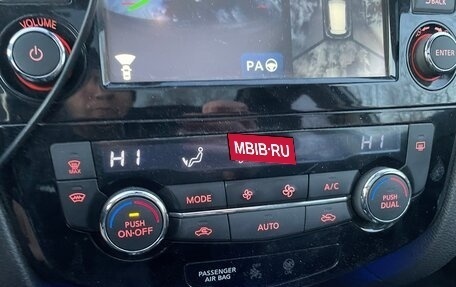 VOLUME
BACK
ENTER
PA
HI
MBIB·RU
HI
MAX
MODE
A/C
PUSH
ON·OFF
AUTO
PUSH
DUAL
PASSENGER
AIR BAG